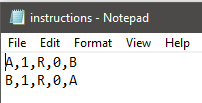 instructions - Notepad
File Edit Format View Help
A,1,R,0,B
B,1,R,0,A